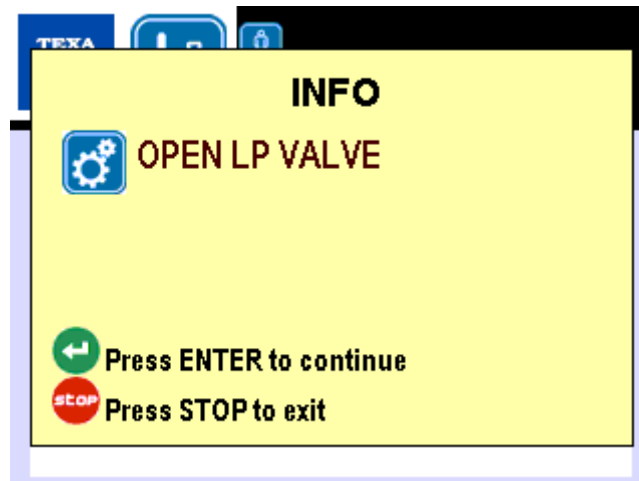 TEXA
INFO
OPEN LP VALVE
Press ENTER to continue
stop Press STOP to exit